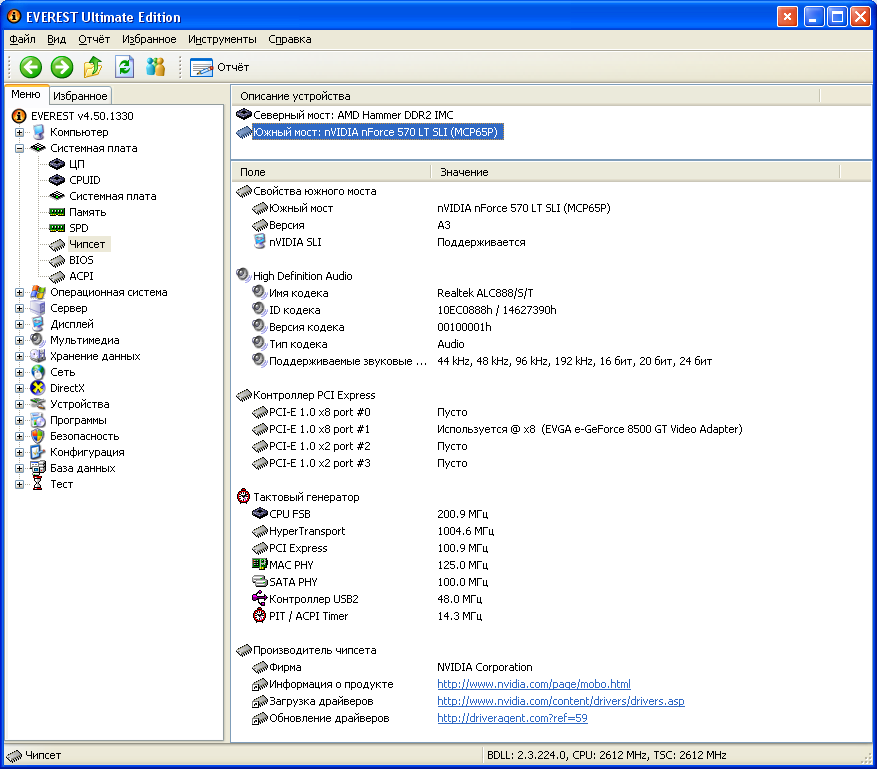 EVEREST Ultimate Edition
Файл Вид Отчёт Избранное Инструменты Справка
Отчёт
Меню Избранное
EVEREST v4.50.1330
Компьютер
Системная плата
ЦП
CPUID
Системная плата
Память
SPD
Чипсет
BIOS
ACPI
Операционная система
Сервер
Дисплей
Мультимедиа
Хранение данных
Сеть
DirectX
Устройства
Программы
Безопасность
Конфигурация
База данных
Тест
Описание устройства
Северный мост: AMD Hammer DDR2 IMC
Южный мост: nVIDIA nForce 570 LT SLI (MCP65P)
Поле Значение
Свойства южного моста
Южный мост nVIDIA nForce 570 LT SLI (MCP65P)
Версия A3
nVIDIA SLI Поддерживается
High Definition Audio
Имя кодека Realtek ALC888/S/T
ID кодека 10EC0888h / 14627390h
Версия кодека 00100001h
Тип кодека Audio
Поддерживаемые звуковые ... 44 kHz, 48 kHz, 96 kHz, 192 kHz, 16 бит, 20 бит, 24 бит
Контроллер PCI Express
PCI-E 1.0 x8 port #0 Пусто
PCI-E 1.0 x8 port #1 Используется @ x8 (EVGA e-GeForce 8500 GT Video Adapter)
PCI-E 1.0 x2 port #2 Пусто
PCI-E 1.0 x2 port #3 Пусто
Тактовый генератор
CPU FSB 200.9 МГц
HyperTransport 1004.6 МГц
PCI Express 100.9 МГц
MAC PHY 125.0 МГц
SATA PHY 100.0 МГц
Контроллер USB2 48.0 МГц
PIT / ACPI Timer 14.3 МГц
Производитель чипсета
Фирма NVIDIA Corporation
Информация о продукте http://www.nvidia.com/page/mobo.html
Загрузка драйверов http://www.nvidia.com/content/drivers/drivers.asp
Обновление драйверов http://driveragent.com?ref=59
Чипсет BDLL: 2.3.224.0, CPU: 2612 MHz, TSC: 2612 MHz